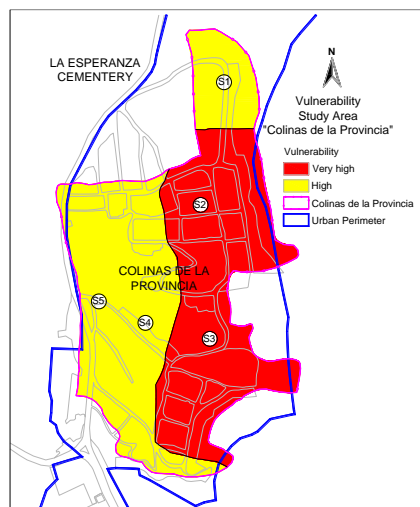 LA ESPERANZA
CEMENTERY
S1
N
Vulnerability
Study Area
"Colinas de la Provincia"
Vulnerability
Very high
High
Colinas de la Provincia
Urban Perimeter
S2
COLINAS DE LA
PROVINCIA
S5
S4
S3